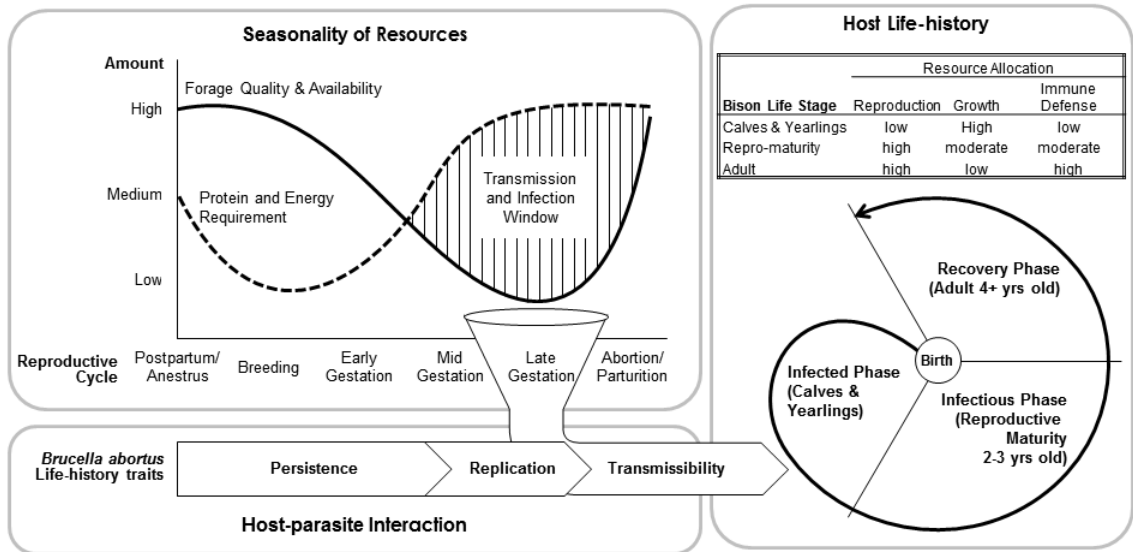 Seasonality of Resources
Amount
High
Medium
Low
Forage Quality & Availability
Protein and Energy
Requirement
Transmission
and Infection
Window
Reproductive
Cycle
Postpartum/
Anestrus
Breeding
Early
Gestation
Mid
Gestation
Late
Gestation
Abortion/
Parturition
Brucella abortus
Life-history traits
Persistence
Replication
Transmissibility
Host-parasite Interaction
Host Life-history
Resource Allocation
Bison Life Stage Reproduction Growth Immune
Defense
Calves & Yearlings low High low
Repro-maturity high moderate moderate
Adult high low high
Recovery Phase
(Adult 4+ yrs old)
Birth
Infected Phase
(Calves &
Yearlings)
Infectious Phase
(Reproductive
Maturity
2-3 yrs old)